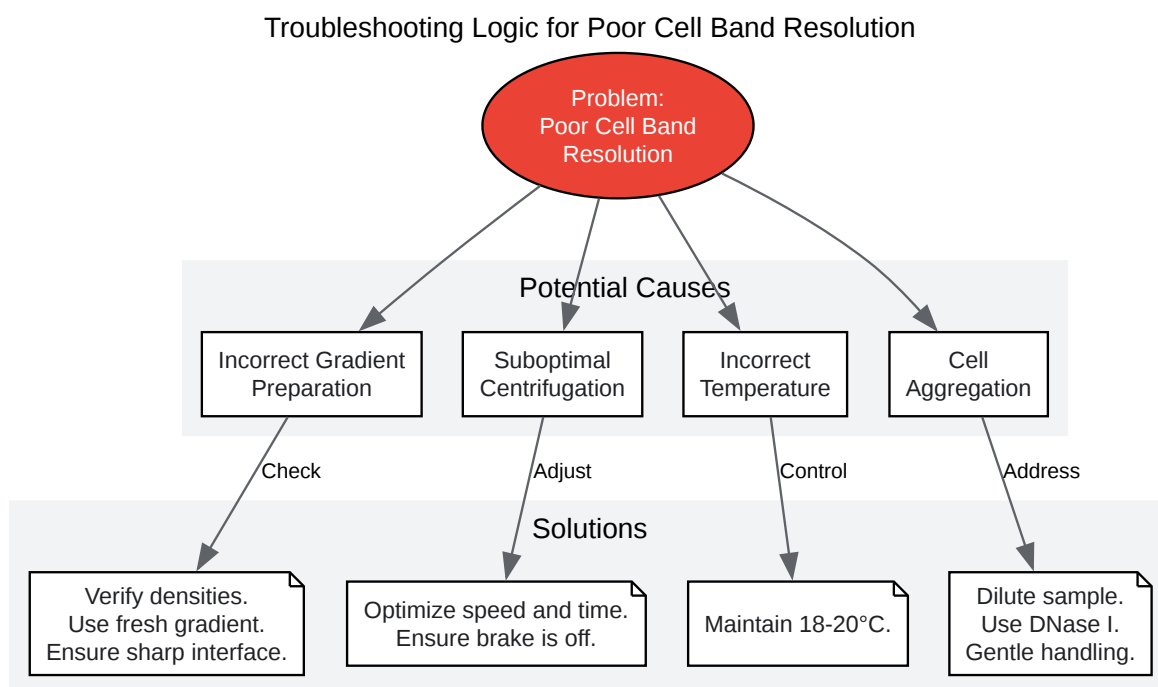 Troubleshooting Logic for Poor Cell Band Resolution
Problem:
Poor Cell Band
Resolution
Potential Causes
Incorrect Gradient
Preparation
Suboptimal
Centrifugation
Incorrect
Temperature
Cell
Aggregation
Check
Adjust
Control
Address
Solutions
Verify densities.
Use fresh gradient.
Ensure sharp interface.
Optimize speed and time.
Ensure brake is off.
Maintain 18-20°C.
Dilute sample.
Use DNase I.
Gentle handling.